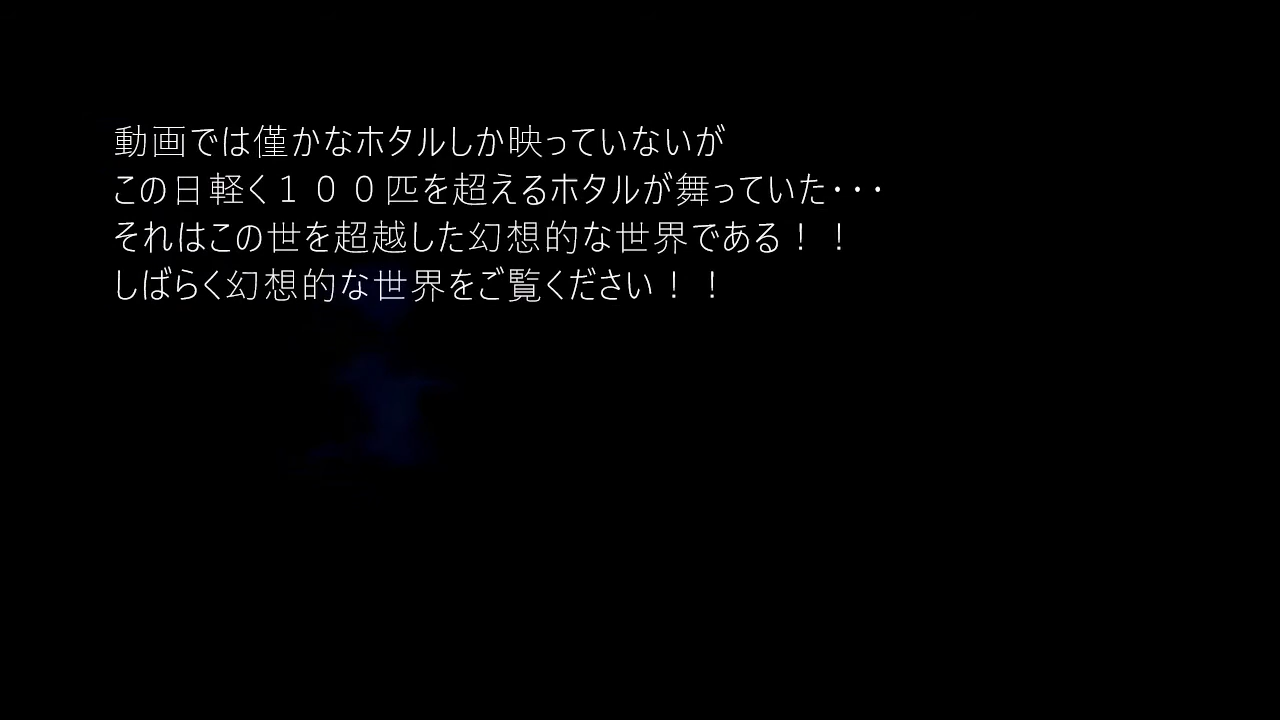 動画では僅かなホタルしか映っていないが
この日軽く１００匹を超えるホタルが舞っていた・・・
それはこの世を超越した幻想的な世界である！！
しばらく幻想的な世界をご覧ください！！